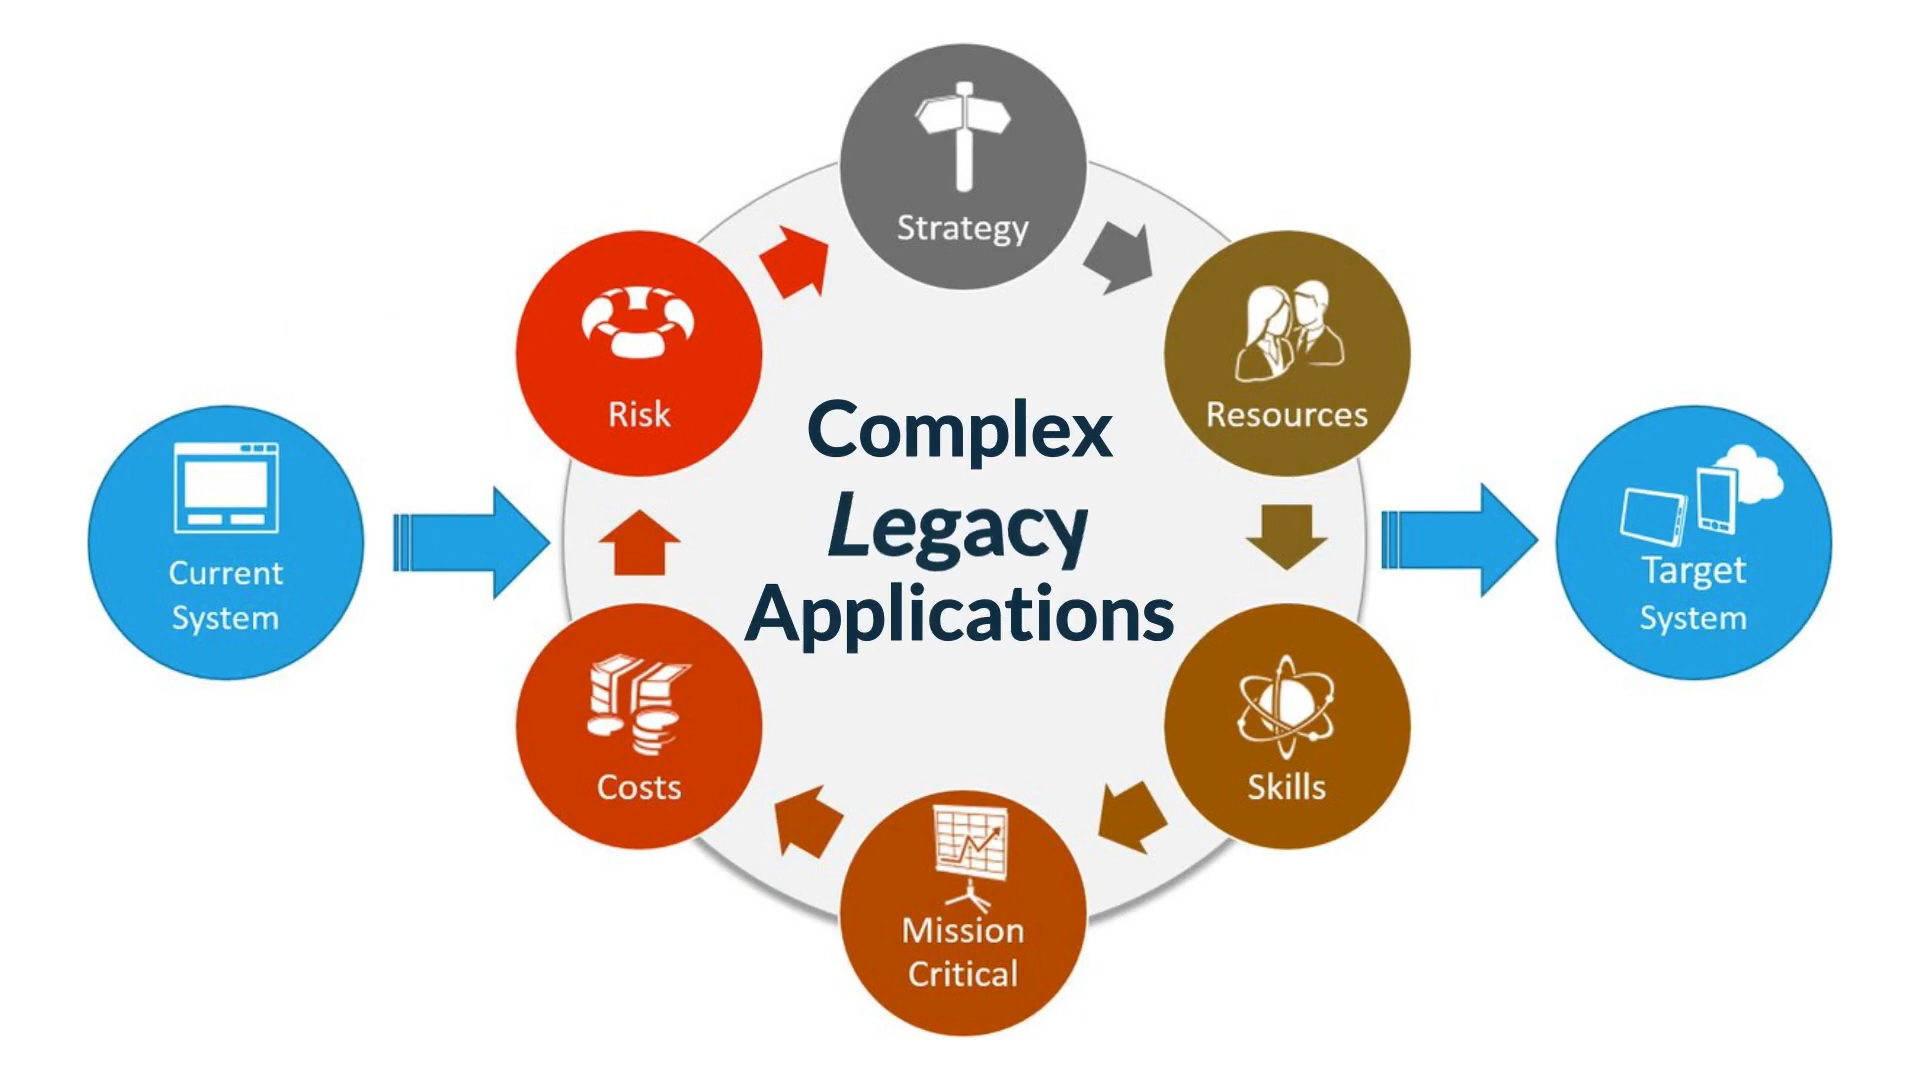 Strategy
Risk
Resources
Complex
Legacy
Applications
Current
System
Target
System
Costs
Skills
Mission
Critical